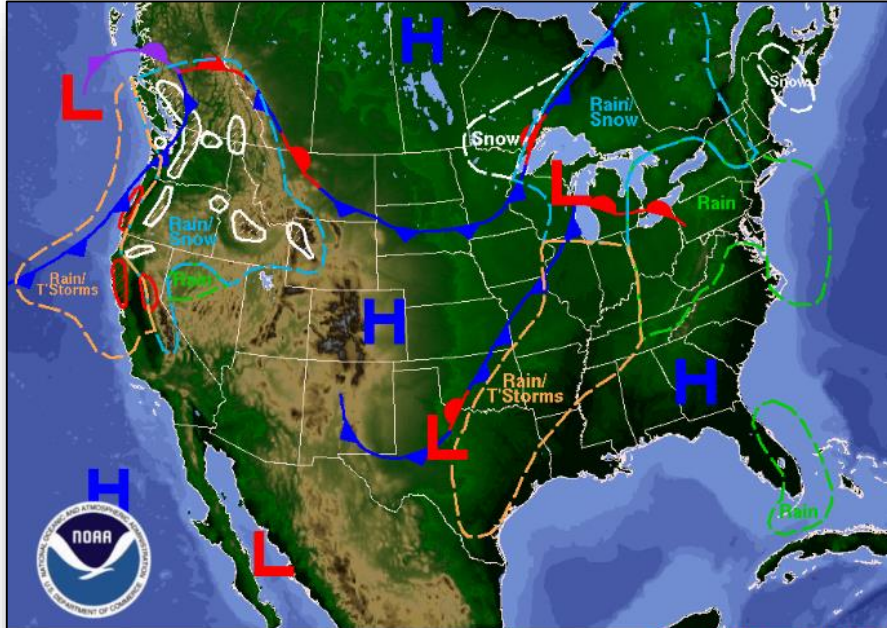 H
L
Snow
Rain/
Snow
Snow
L
Rain
Rain/
Snow
Rain/
T'Storms
Rain
H
Rain/
T'Storms
H
L
H
L
Rain
NATIONAL OCEANIC AND ATMOSPHERIC ADMINISTRATION
NOAA
U.S. DEPARTMENT OF COMMERCE